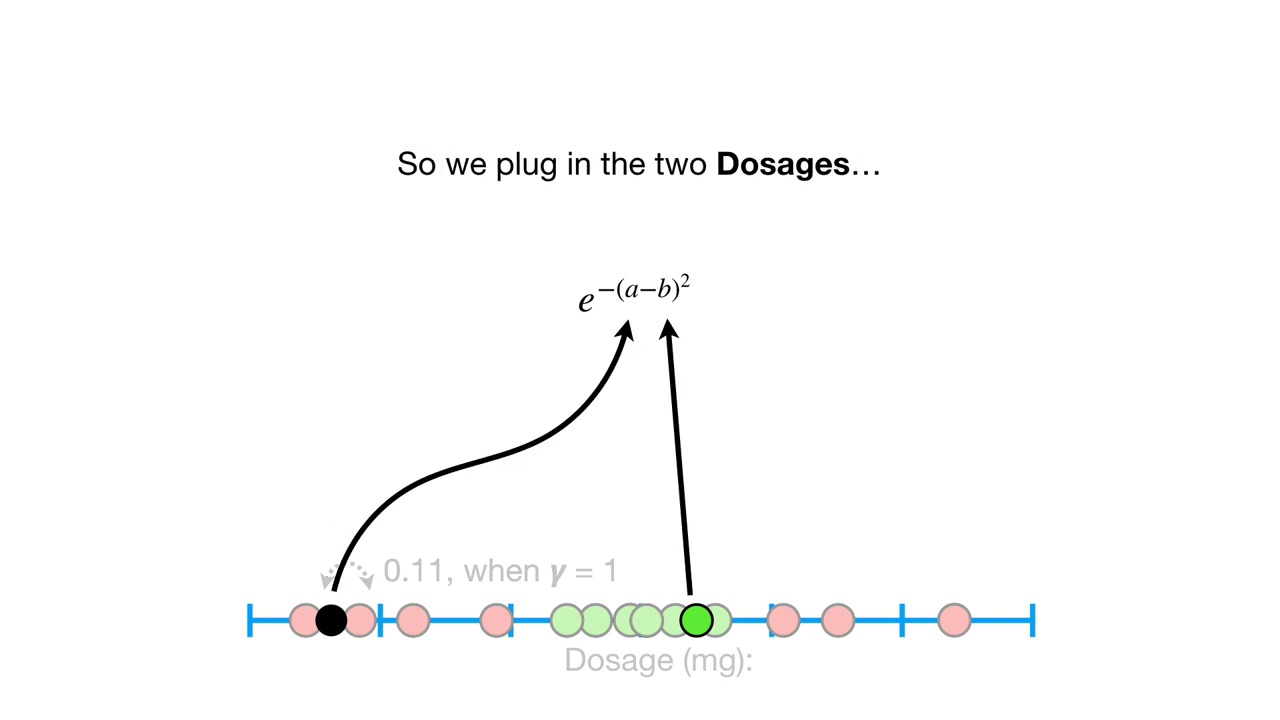 So we plug in the two Dosages…
e^−(a−b)^2
0.11, when γ = 1
Dosage (mg):